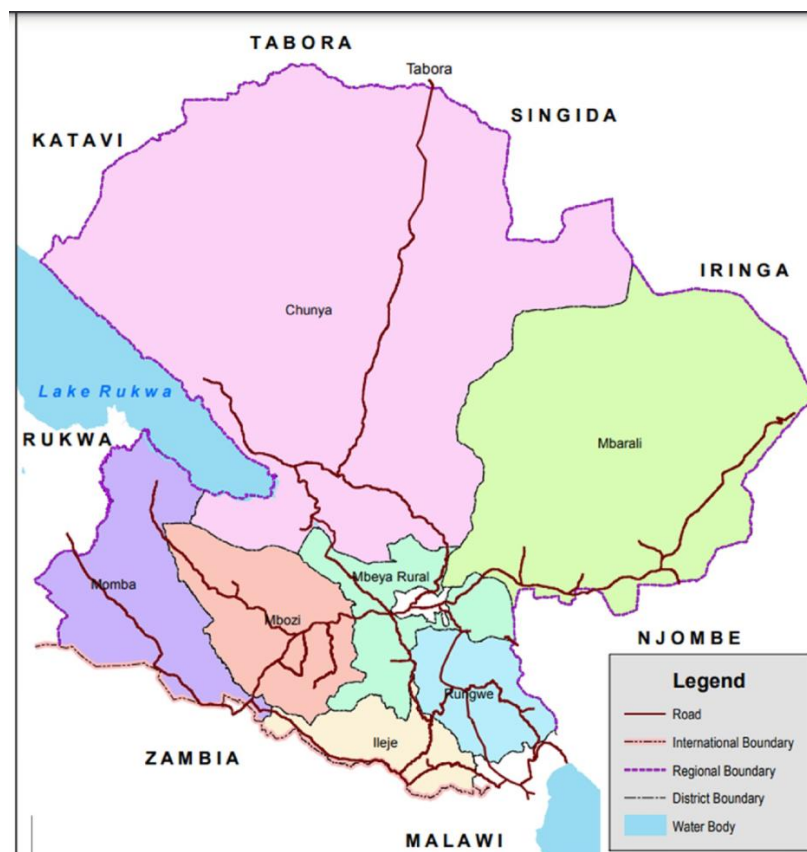 TABORA
Tabora
SINGIDA
KATAVI
IRINGA
Chunya
Lake Rukwa
RUKWA
Mbarali
Mbeya Rural
Momba
Mbozi
NJOMBE
Rungwe
Ileje
ZAMBIA
MALAWI
Legend
Road
International Boundary
Regional Boundary
District Boundary
Water Body